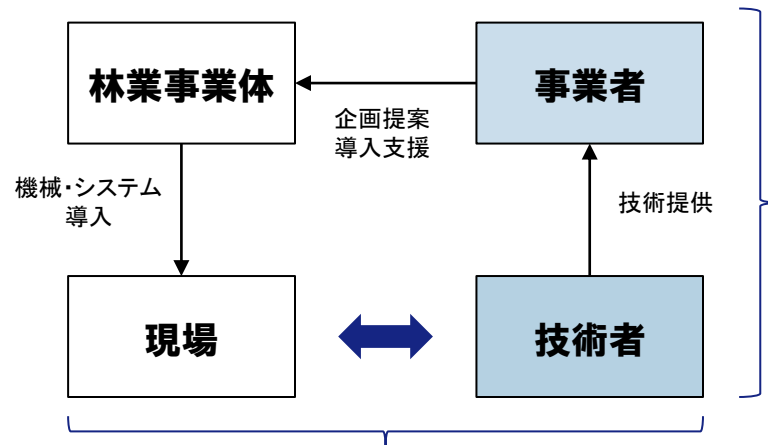 林業事業体
事業者
企画提案
導入支援
機械・システム
導入
技術提供
現場
技術者